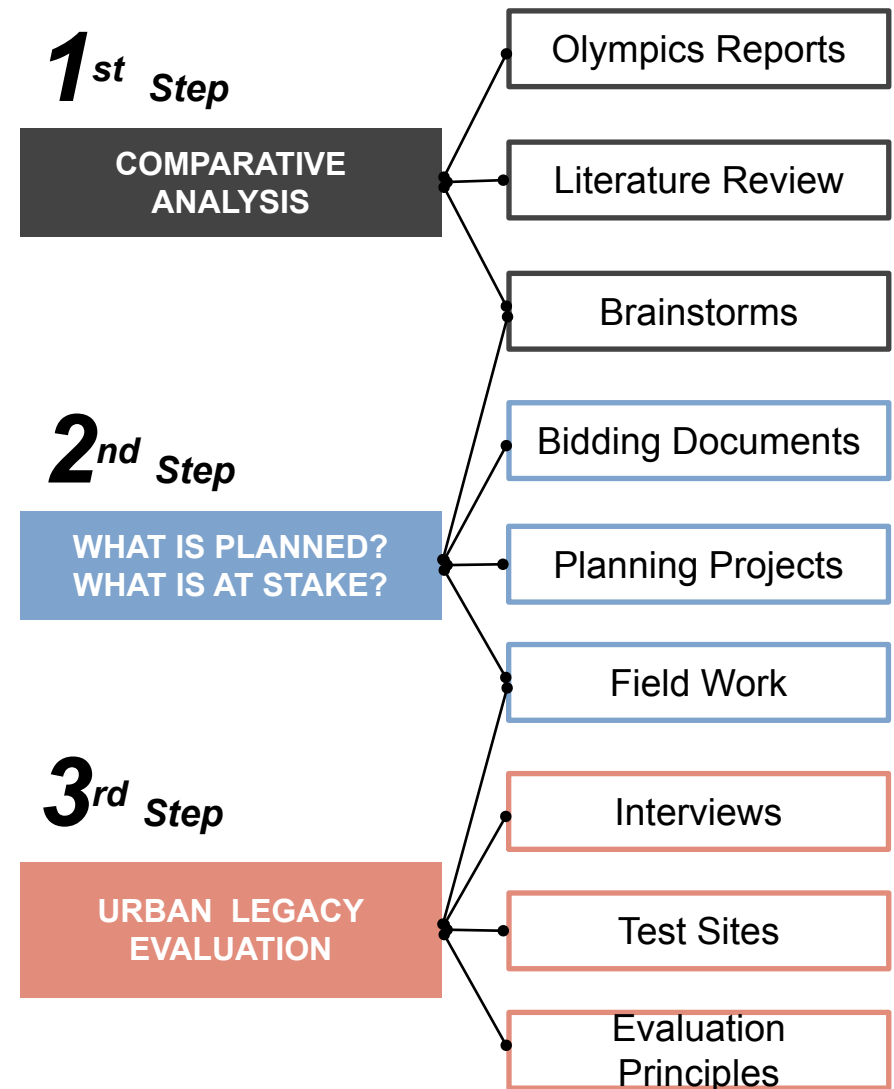 1st Step
COMPARATIVE
ANALYSIS
Olympics Reports
Literature Review
Brainstorms
2nd Step
WHAT IS PLANNED?
WHAT IS AT STAKE?
Bidding Documents
Planning Projects
Field Work
3rd Step
URBAN LEGACY
EVALUATION
Interviews
Test Sites
Evaluation
Principles